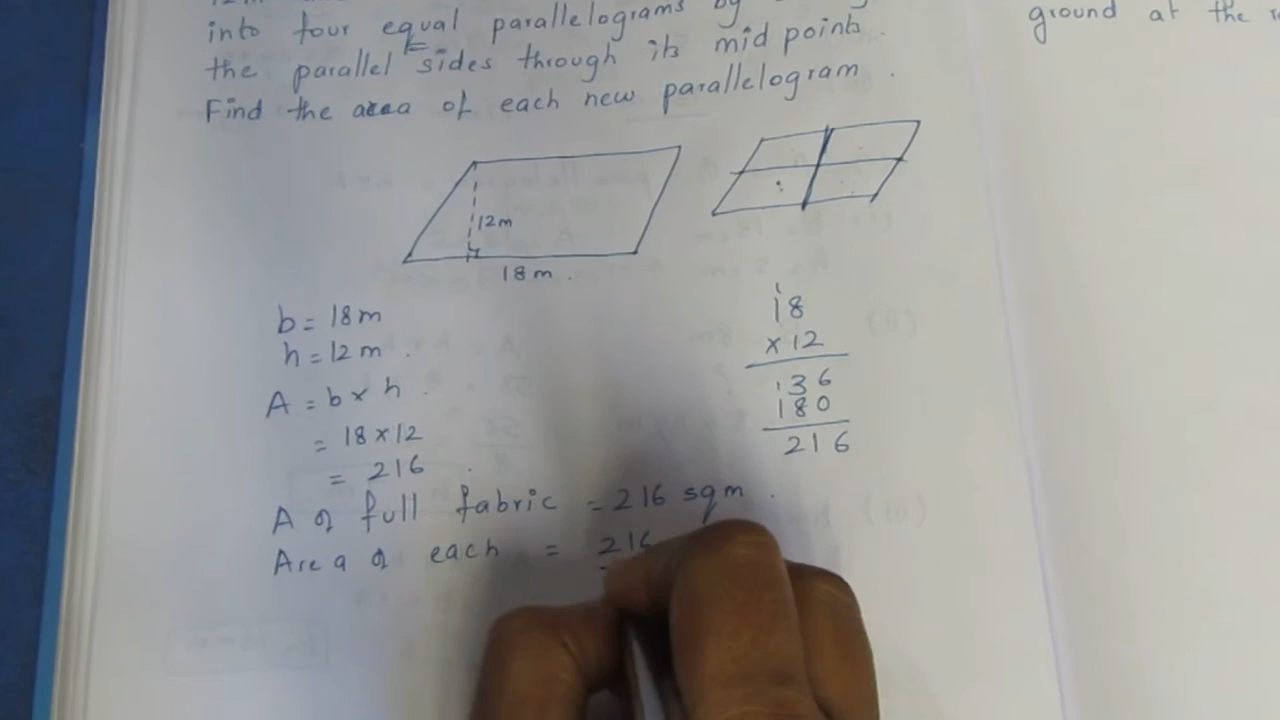 into four equal parallelograms by
the parallel sides through its mid points.
Find the area of each new parallelogram.
ground at the
12m
18m.
b = 18m
h = 12m.
A = b x h.
= 18 x 12
= 216
A of full fabric = 216 sqm.
Area of each = 216
1
18
x 12
136
180
216